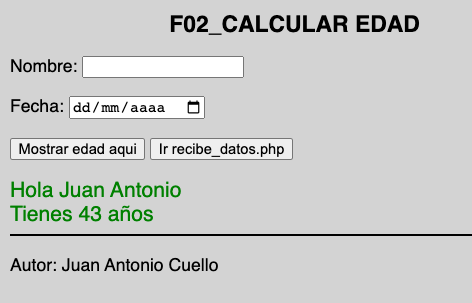 F02_CALCULAR EDAD
Nombre:
Fecha: dd/mm/aaaa
Mostrar edad aqui Ir recibe_datos.php
Hola Juan Antonio
Tienes 43 años
Autor: Juan Antonio Cuello